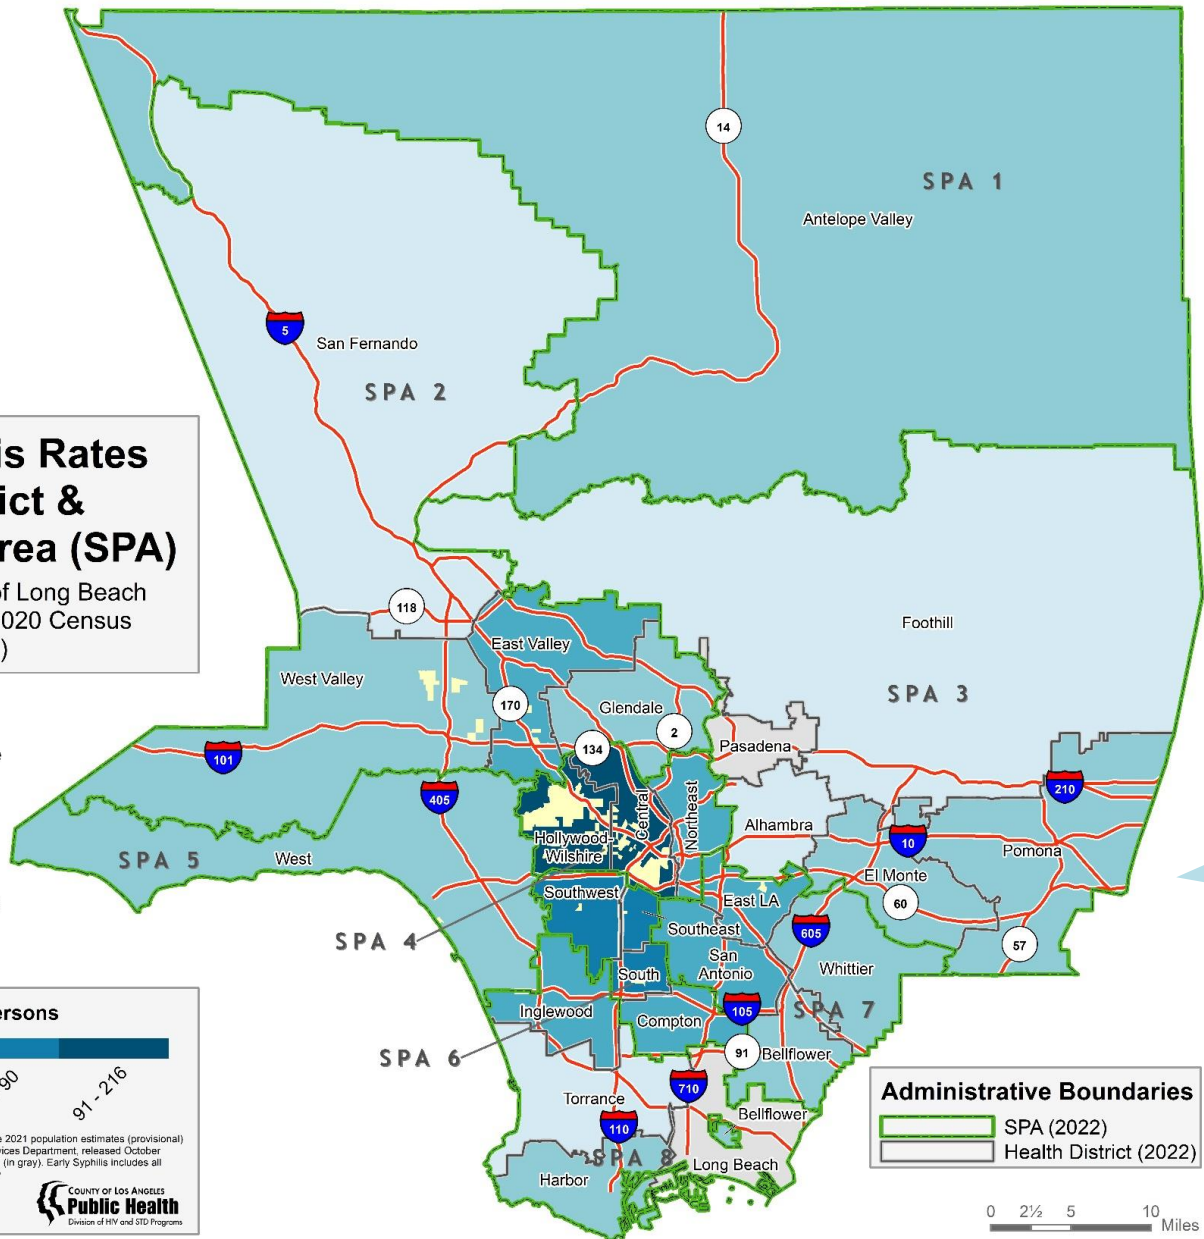 14
SPA 1
Antelope Valley
5
San Fernando
SPA 2
is Rates
ict &
rea (SPA)
of Long Beach
020 Census
)
118
East Valley
Foothill
West Valley
SPA 3
170
Glendale
2
134
Pasadena
101
405
210
Central
Northeast
Alhambra
10
Hollywood-
Wilshire
Pomona
SPA 5
West
El Monte
Southwest
East LA
60
SPA 4
Southeast
605
57
San
Antonio
Whittier
South
ersons
105
SPA 7
Inglewood
Compton
SPA 6
91
Bellflower
90
91 - 216
710
Torrance
Bellflower
110
SPA 8
Long Beach
Harbor
e 2021 population estimates (provisional)
vices Department, released October
(in gray). Early Syphilis includes all
COUNTY OF LOS ANGELES
Public Health
Division of HIV and STD Programs
Administrative Boundaries
SPA (2022)
Health District (2022)
0 2½ 5 10
Miles